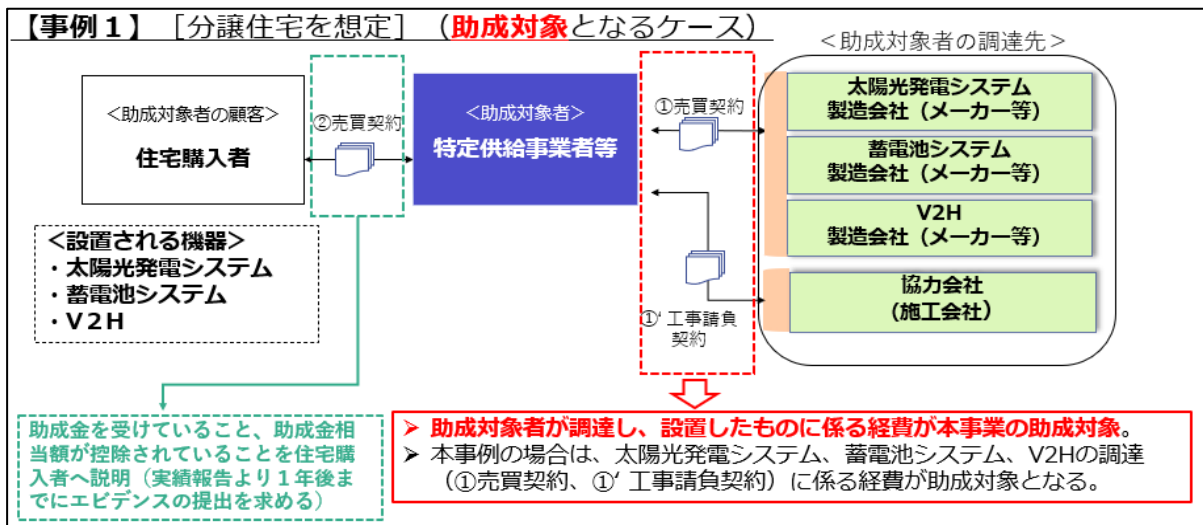 【事例１】 ［分譲住宅を想定］ （助成対象となるケース）
＜助成対象者の調達先＞
＜助成対象者の顧客＞
住宅購入者
②売買契約
＜助成対象者＞
特定供給事業者等
①売買契約
太陽光発電システム
製造会社（メーカー等）
蓄電池システム
製造会社（メーカー等）
V2H
製造会社（メーカー等）
協力会社
(施工会社）
①‘ 工事請負
契約
＜設置される機器＞
・太陽光発電システム
・蓄電池システム
・Ｖ２Ｈ
助成金を受けていること、助成金相
当額が控除されていることを住宅購
入者へ説明（実績報告より１年後ま
でにエビデンスの提出を求める）
➢ 助成対象者が調達し、設置したものに係る経費が本事業の助成対象。
➢ 本事例の場合は、太陽光発電システム、蓄電池システム、V2Hの調達
（①売買契約、①‘ 工事請負契約）に係る経費が助成対象となる。